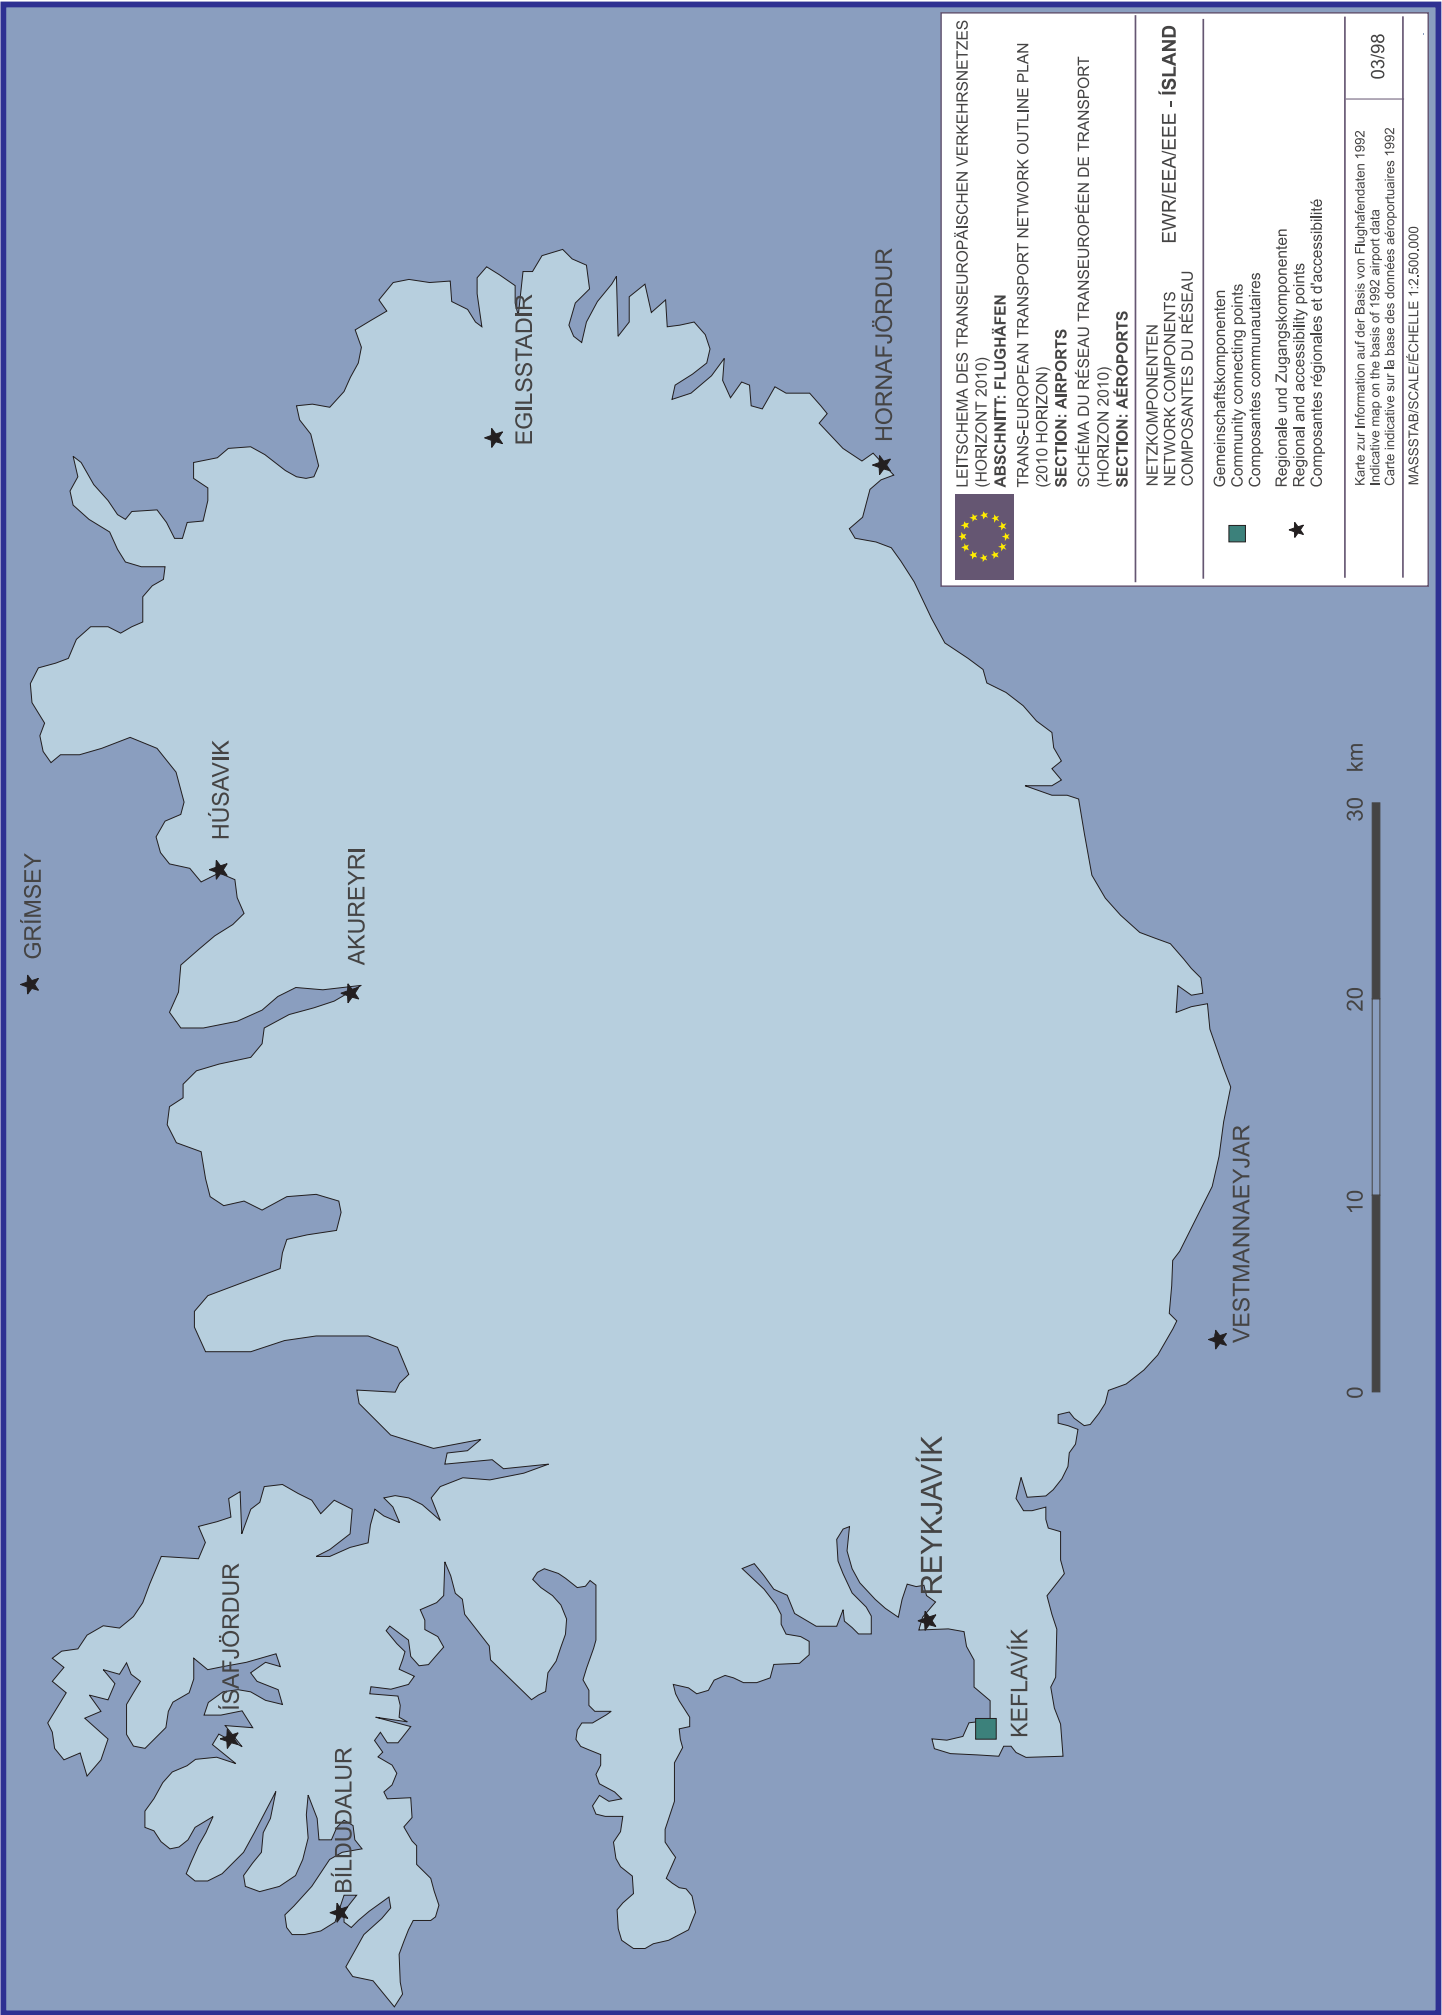 GRÍMSEY
HÚSAVIK
AKUREYRI
EGILSSTADIR
HORNAFJÖRDUR
ÍSAFJÖRDUR
BÍLDUDALUR
REYKJAVÍK
KEFLAVÍK
VESTMANNAEYJAR
0 10 20 30 km
LEITSCHEMA DES TRANSEUROPÄISCHEN VERKEHRSNETZES
(HORIZONT 2010)
ABSCHNITT: FLUGHÄFEN
TRANS-EUROPEAN TRANSPORT NETWORK OUTLINE PLAN
(2010 HORIZON)
SECTION: AIRPORTS
SCHÉMA DU RÉSEAU TRANSEUROPÉEN DE TRANSPORT
(HORIZON 2010)
SECTION: AÉROPORTS
NETZKOMPONENTEN
NETWORK COMPONENTS
COMPOSANTES DU RÉSEAU
EWR/EEA/EEE - ÍSLAND
Gemeinschaftskomponenten
Community connecting points
Composantes communautaires
Regionale und Zugangskomponenten
Regional and accessibility points
Composantes régionales et d'accessibilité
Karte zur Information auf der Basis von Flughafendaten 1992
Indicative map on the basis of 1992 airport data
Carte indicative sur la base des données aéroportuaires 1992
03/98
MASSSTAB/SCALE/ÉCHELLE 1:2.500.000